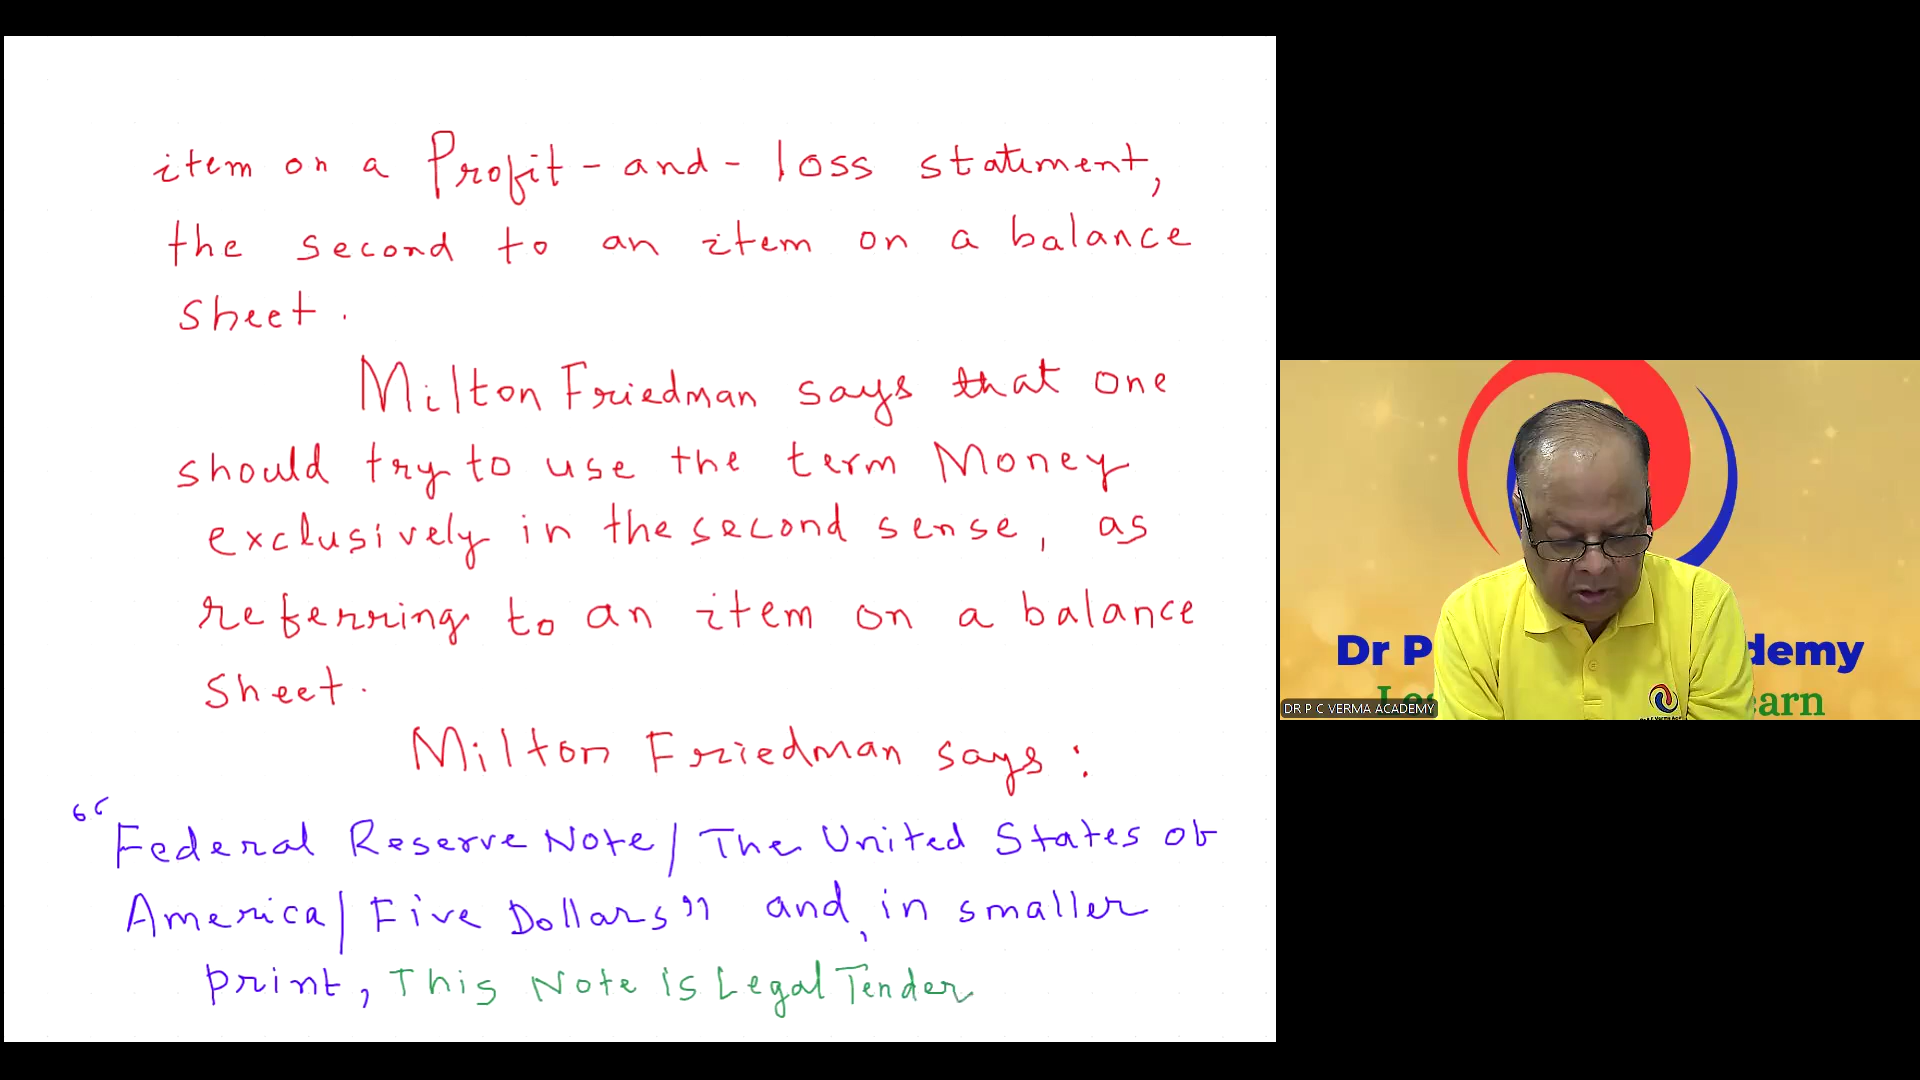 item on a Profit-and-loss statement,
the second to an item on a balance
sheet.
Milton Friedman says that one
should try to use the term Money
exclusively in the second sense, as
referring to an item on a balance
sheet.
Milton Friedman says:
“Federal Reserve Note/The United States of
America/Five Dollars” and, in smaller
print, This Note is Legal Tender
Dr P demy
earn
DR P C VERMA ACADEMY